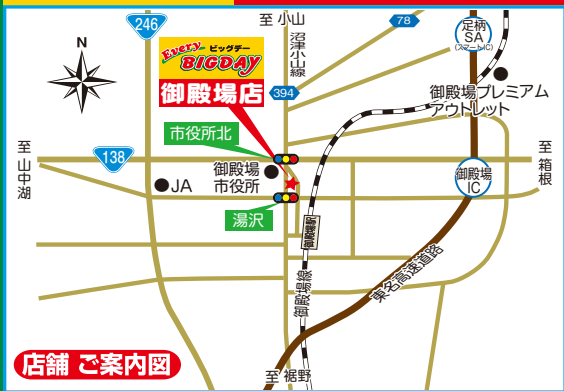 246
至小山
78
足柄
SA
(スマートIC)
N
沼津小山線
Every ビッグデー
BIGDAY
御殿場店
394
御殿場プレミアム
アウトレット
市役所北
至山中湖
138
御殿場
市役所
JA
御殿場
IC
至箱根
湯沢
御殿場駅
御殿場線
東名高速道路
店舗 ご案内図
至裾野